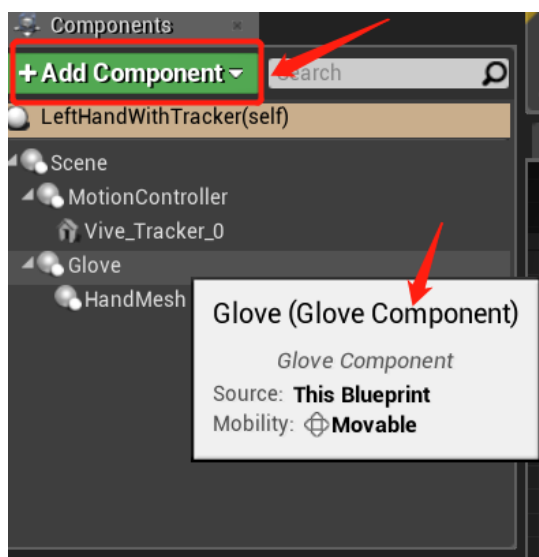 Components
+Add Component
Search
LeftHandWithTracker(self)
Scene
MotionController
Vive_Tracker_0
Glove
HandMesh
Glove (Glove Component)
Glove Component
Source: This Blueprint
Mobility: Movable